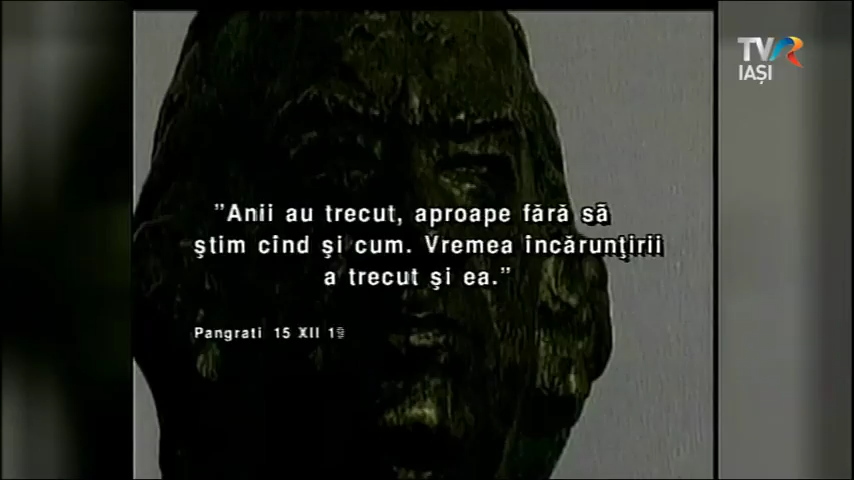 TVR
IAȘI
”Anii au trecut, aproape fără să
ştim cînd şi cum. Vremea încărunţirii
a trecut şi ea.”
Pangrati 15 XII 19